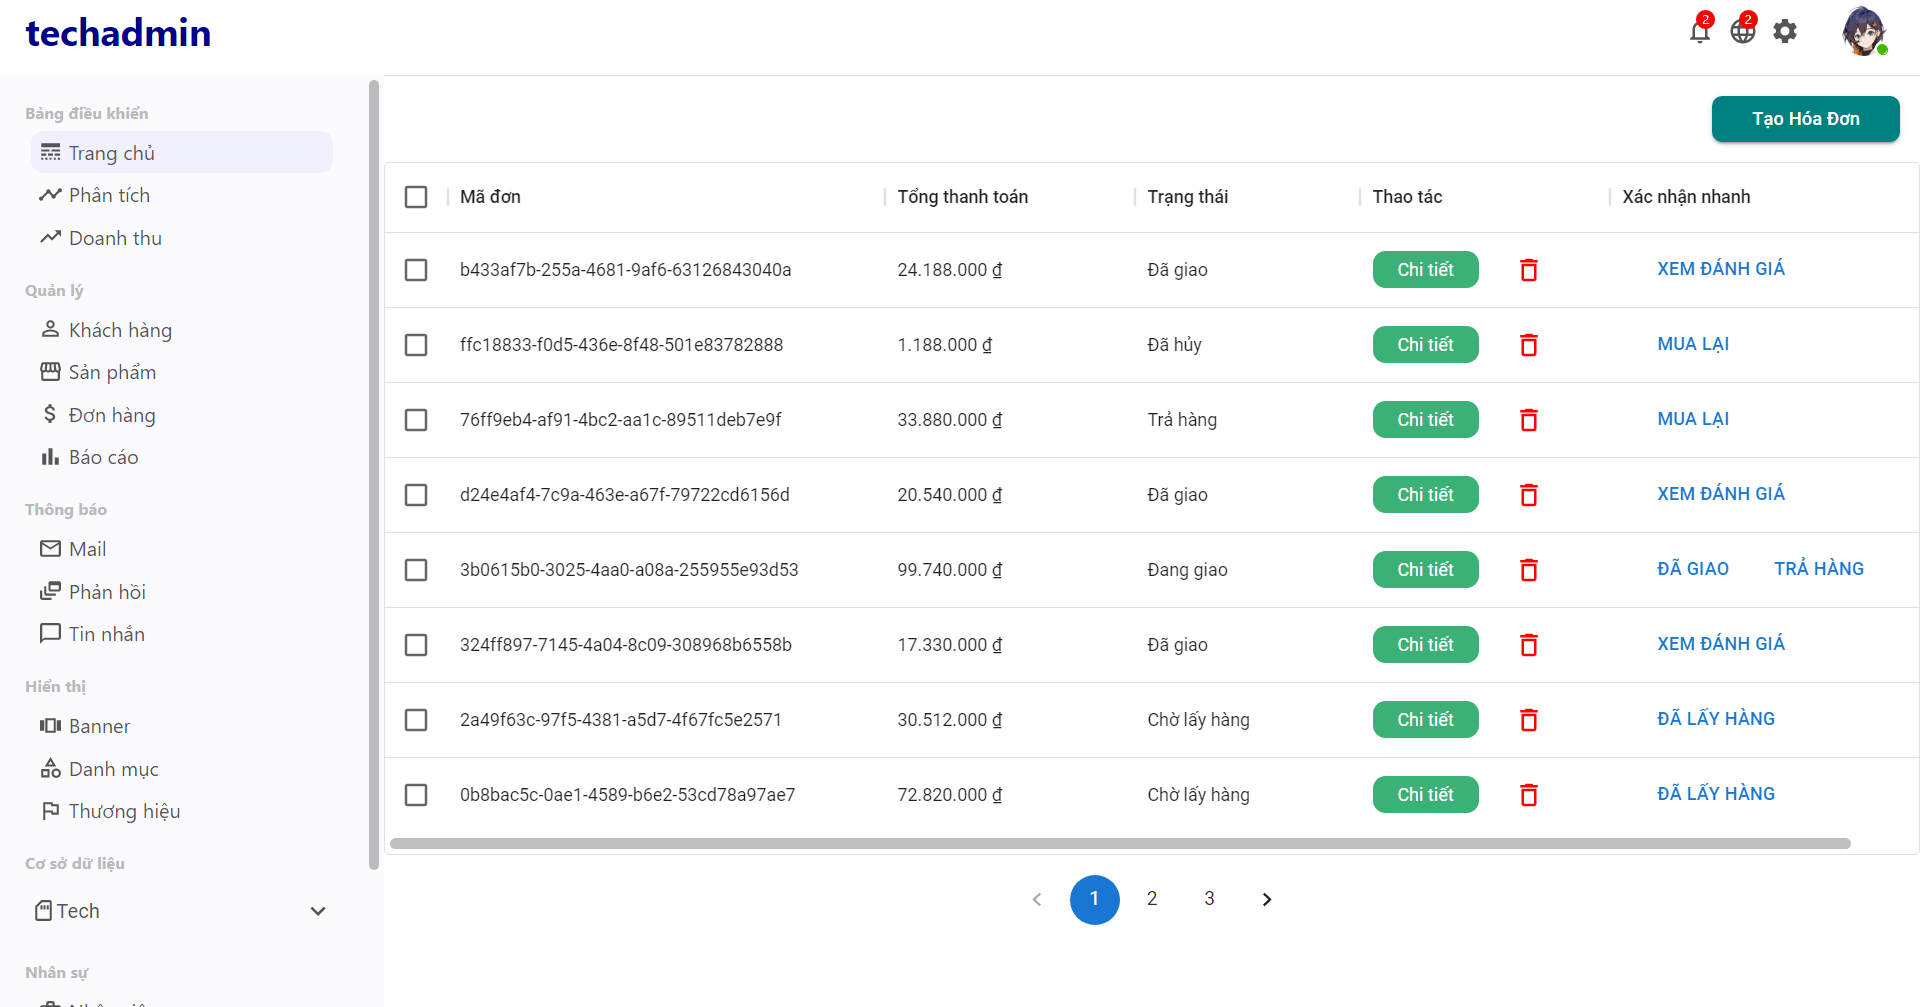 techadmin
2
2
Bảng điều khiển
Trang chủ
Phân tích
Doanh thu
Quản lý
Khách hàng
Sản phẩm
Đơn hàng
Báo cáo
Thông báo
Mail
Phản hồi
Tin nhắn
Hiển thị
Banner
Danh mục
Thương hiệu
Cơ sở dữ liệu
Tech
Nhân sự
Tạo Hóa Đơn
Mã đơn Tổng thanh toán Trạng thái Thao tác Xác nhận nhanh
b433af7b-255a-4681-9af6-63126843040a 24.188.000 ₫ Đã giao Chi tiết XEM ĐÁNH GIÁ
ffc18833-f0d5-436e-8f48-501e83782888 1.188.000 ₫ Đã hủy Chi tiết MUA LẠI
76ff9eb4-af91-4bc2-aa1c-89511deb7e9f 33.880.000 ₫ Trả hàng Chi tiết MUA LẠI
d24e4af4-7c9a-463e-a67f-79722cd6156d 20.540.000 ₫ Đã giao Chi tiết XEM ĐÁNH GIÁ
3b0615b0-3025-4aa0-a08a-255955e93d53 99.740.000 ₫ Đang giao Chi tiết ĐÃ GIAO TRẢ HÀNG
324ff897-7145-4a04-8c09-308968b6558b 17.330.000 ₫ Đã giao Chi tiết XEM ĐÁNH GIÁ
2a49f63c-97f5-4381-a5d7-4f67fc5e2571 30.512.000 ₫ Chờ lấy hàng Chi tiết ĐÃ LẤY HÀNG
0b8bac5c-0ae1-4589-b6e2-53cd78a97ae7 72.820.000 ₫ Chờ lấy hàng Chi tiết ĐÃ LẤY HÀNG
1 2 3